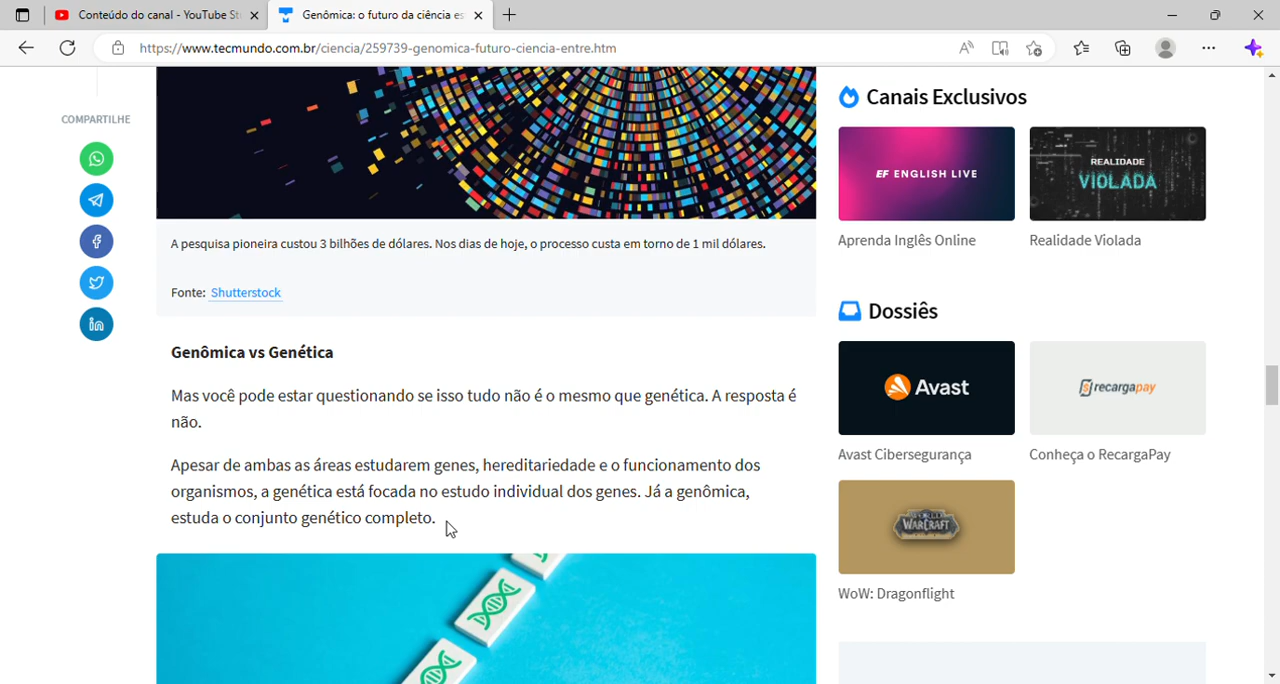 Conteúdo do canal - YouTube St
Genômica: o futuro da ciência es
https://www.tecmundo.com.br/ciencia/259739-genomica-futuro-ciencia-entre.htm
COMPARTILHE
A pesquisa pioneira custou 3 bilhões de dólares. Nos dias de hoje, o processo custa em torno de 1 mil dólares.
Fonte: Shutterstock
Genômica vs Genética
Mas você pode estar questionando se isso tudo não é o mesmo que genética. A resposta é
não.
Apesar de ambas as áreas estudarem genes, hereditariedade e o funcionamento dos
organismos, a genética está focada no estudo individual dos genes. Já a genômica,
estuda o conjunto genético completo.
Canais Exclusivos
EF ENGLISH LIVE
REALIDADE
VIOLADA
Aprenda Inglês Online
Realidade Violada
Dossiês
Avast
recargapay
Avast Cibersegurança
Conheça o RecargaPay
WORLD
WARCRAFT
WoW: Dragonflight